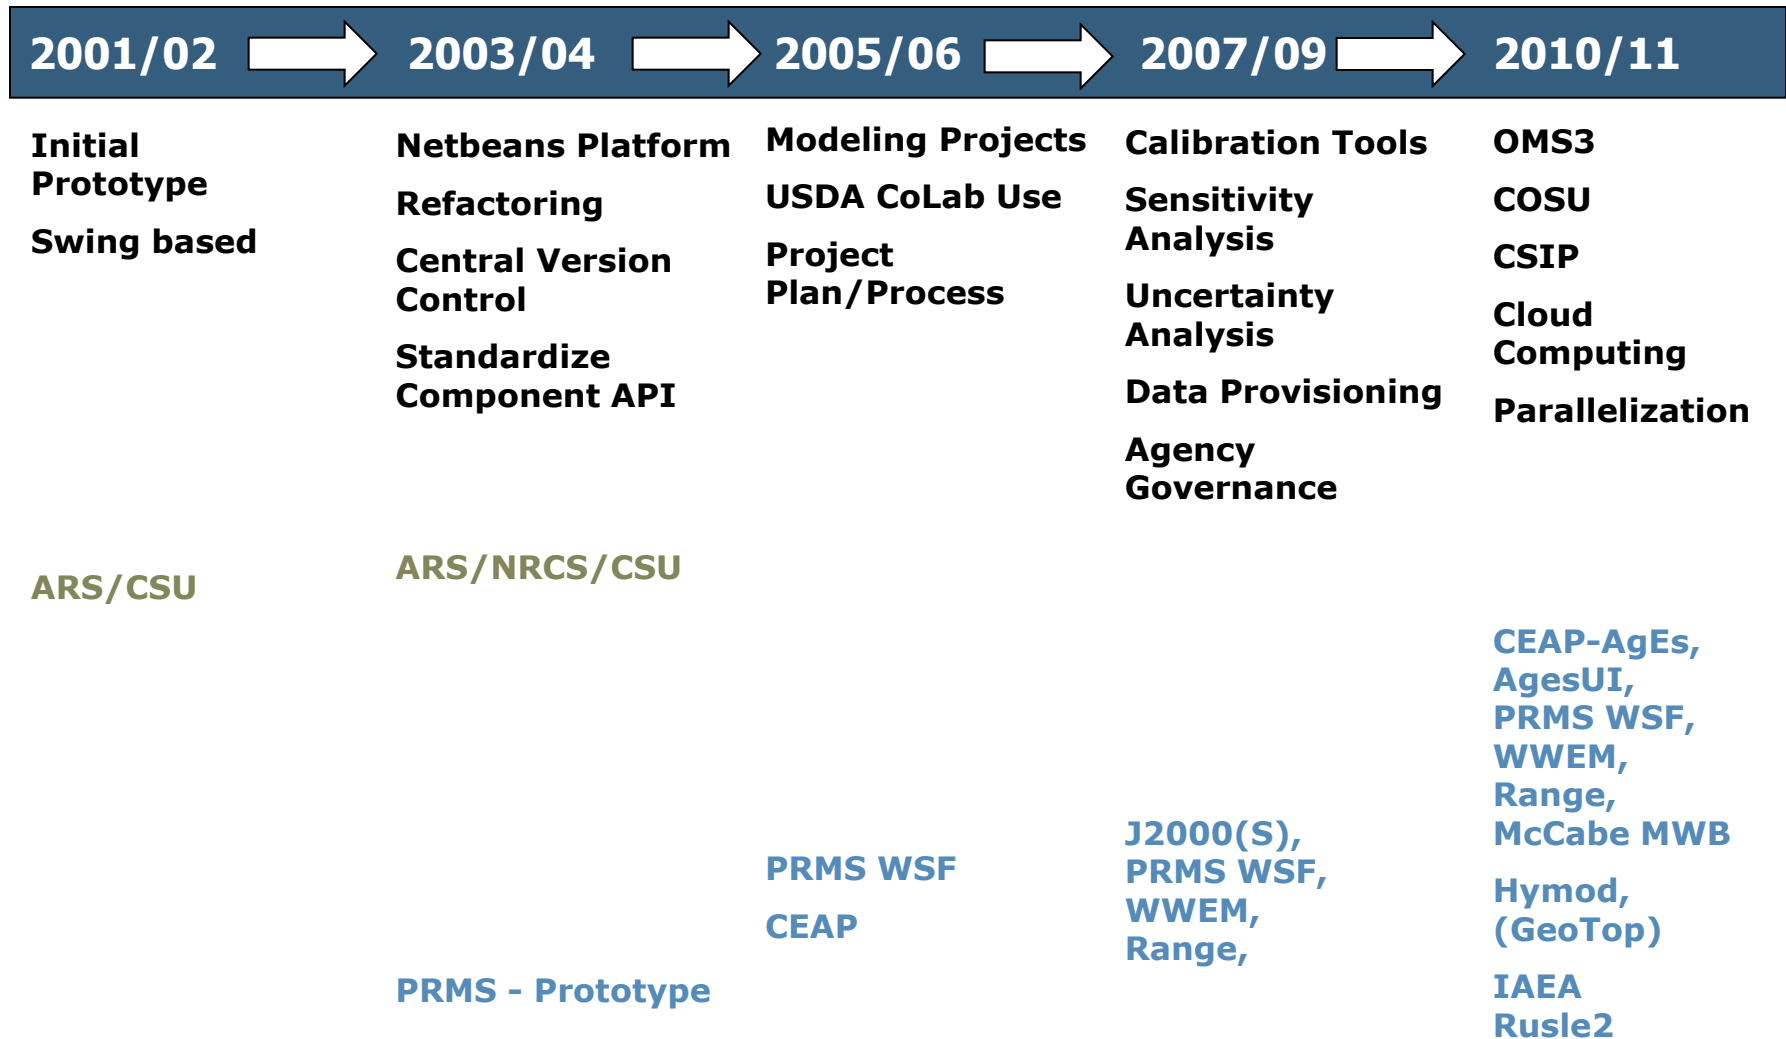 2001/02
2003/04
2005/06
2007/09
2010/11
Initial
Prototype
Swing based
Netbeans Platform
Refactoring
Central Version
Control
Standardize
Component API
Modeling Projects
USDA CoLab Use
Project
Plan/Process
Calibration Tools
Sensitivity
Analysis
Uncertainty
Analysis
Data Provisioning
Agency
Governance
OMS3
COSU
CSIP
Cloud
Computing
Parallelization
ARS/CSU
ARS/NRCS/CSU
PRMS - Prototype
PRMS WSF
CEAP
J2000(S),
PRMS WSF,
WWEM,
Range,
CEAP-AgEs,
AgesUI,
PRMS WSF,
WWEM,
Range,
McCabe MWB
Hymod,
(GeoTop)
IAEA
Rusle2